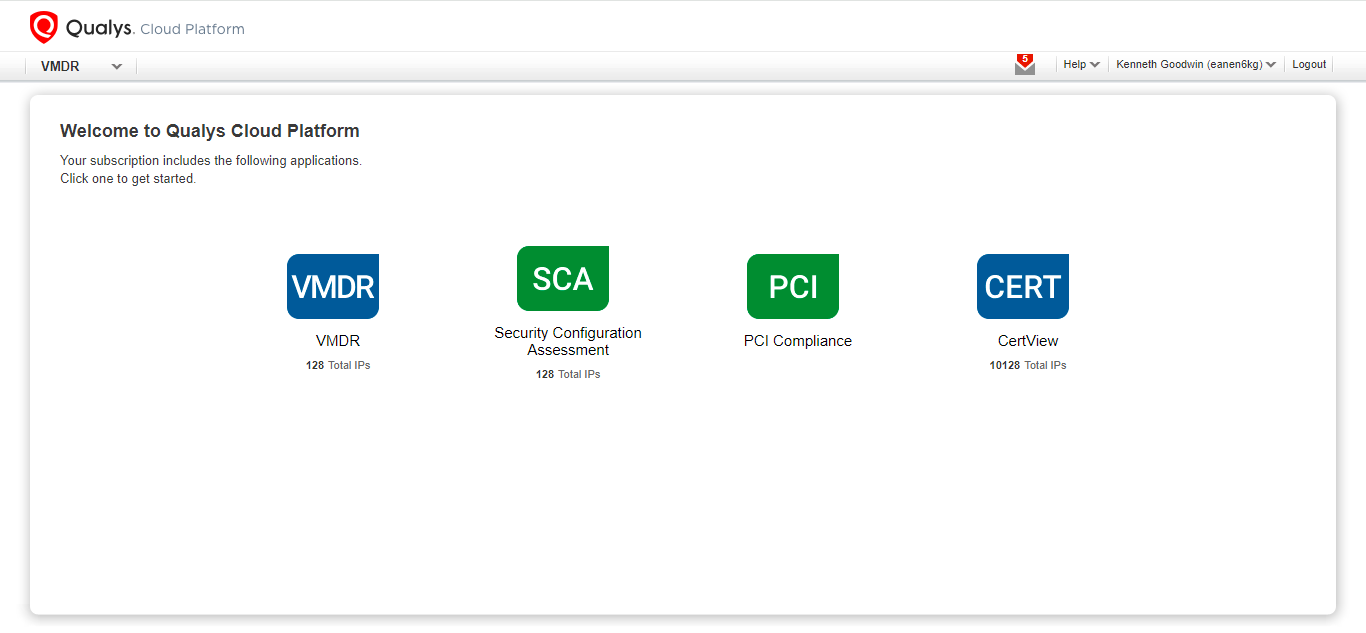 Qualys. Cloud Platform
VMDR
5
Help
Kenneth Goodwin (eanen6kg)
Logout
Welcome to Qualys Cloud Platform
Your subscription includes the following applications.
Click one to get started.
VMDR
VMDR
128 Total IPs
SCA
Security Configuration
Assessment
128 Total IPs
PCI
PCI Compliance
CERT
CertView
10128 Total IPs